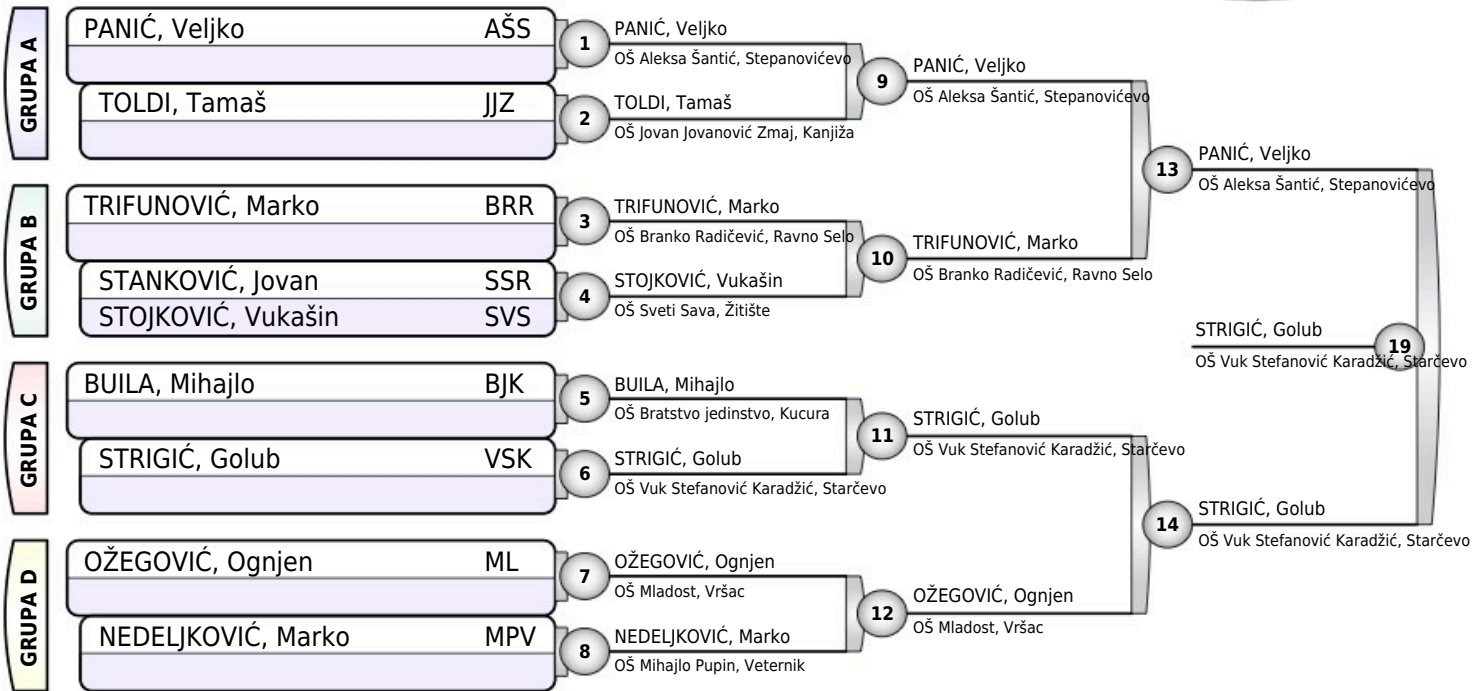 GRUPA A
PANIĆ, Veljko AŠS
TOLDI, Tamaš JJZ
1
PANIĆ, Veljko
OŠ Aleksa Šantić, Stepanovićevo
2
TOLDI, Tamaš
OŠ Jovan Jovanović Zmaj, Kanjiža
9
PANIĆ, Veljko
OŠ Aleksa Šantić, Stepanovićevo
GRUPA B
TRIFUNOVIĆ, Marko BRR
STANKOVIĆ, Jovan SSR
STOJKOVIĆ, Vukašin SVS
3
TRIFUNOVIĆ, Marko
OŠ Branko Radičević, Ravno Selo
4
STOJKOVIĆ, Vukašin
OŠ Sveti Sava, Žitište
10
TRIFUNOVIĆ, Marko
OŠ Branko Radičević, Ravno Selo
13
PANIĆ, Veljko
OŠ Aleksa Šantić, Stepanovićevo
GRUPA C
BUILA, Mihajlo BJK
STRIGIĆ, Golub VSK
5
BUILA, Mihajlo
OŠ Bratstvo jedinstvo, Kucura
6
STRIGIĆ, Golub
OŠ Vuk Stefanović Karadžić, Starčevo
11
STRIGIĆ, Golub
OŠ Vuk Stefanović Karadžić, Starčevo
GRUPA D
OŽEGOVIĆ, Ognjen ML
NEDELJKOVIĆ, Marko MPV
7
OŽEGOVIĆ, Ognjen
OŠ Mladost, Vršac
8
NEDELJKOVIĆ, Marko
OŠ Mihajlo Pupin, Veternik
12
OŽEGOVIĆ, Ognjen
OŠ Mladost, Vršac
14
STRIGIĆ, Golub
OŠ Vuk Stefanović Karadžić, Starčevo
STRIGIĆ, Golub
19
OŠ Vuk Stefanović Karadžić, Starčevo